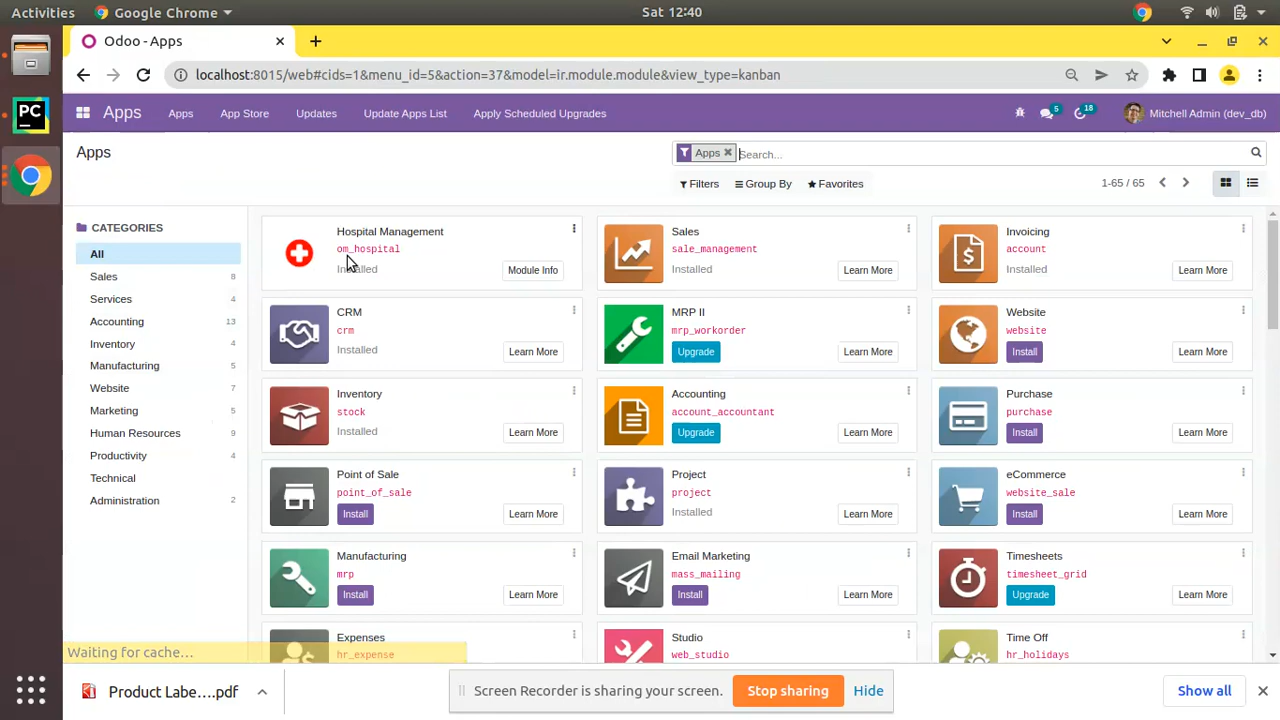 Activities Google Chrome Sat 12:40
PC
Odoo - Apps
localhost:8015/web#cids=1&menu_id=5&action=37&model=ir.module.module&view_type=kanban
Apps Apps App Store Updates Update Apps List Apply Scheduled Upgrades 5 18 Mitchell Admin (dev_db)
Apps
Apps Search...
Filters Group By Favorites 1-65 / 65
CATEGORIES
All
Sales 8
Services 4
Accounting 13
Inventory 4
Manufacturing 5
Website 7
Marketing 5
Human Resources 9
Productivity 4
Technical
Administration 2
Hospital Management
om_hospital
Installed Module Info
Sales
sale_management
Installed Learn More
Invoicing
account
Installed Learn More
CRM
crm
Installed Learn More
MRP II
mrp_workorder
Upgrade Learn More
Website
website
Install Learn More
Inventory
stock
Installed Learn More
Accounting
account_accountant
Upgrade Learn More
Purchase
purchase
Install Learn More
Point of Sale
point_of_sale
Install Learn More
Project
project
Installed Learn More
eCommerce
website_sale
Install Learn More
Manufacturing
mrp
Install Learn More
Email Marketing
mass_mailing
Install Learn More
Timesheets
timesheet_grid
Upgrade Learn More
Expenses
hr_expense
Studio
web_studio
Time Off
hr_holidays
Waiting for cache...
Product Labe....pdf
Screen Recorder is sharing your screen. Stop sharing Hide
Show all